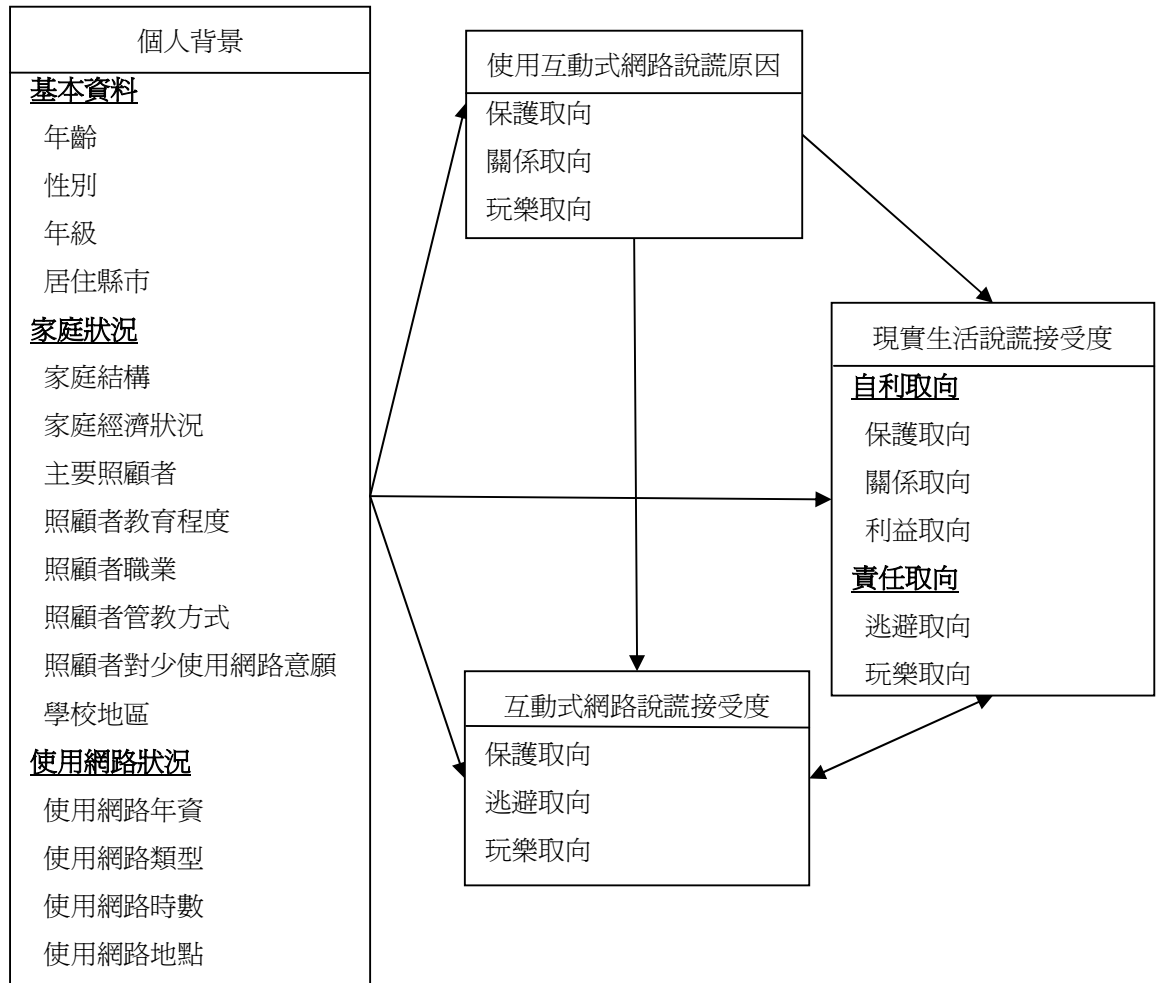 個人背景
基本資料
年齡
性別
年級
居住縣市
家庭狀況
家庭結構
家庭經濟狀況
主要照顧者
照顧者教育程度
照顧者職業
照顧者管教方式
照顧者對少使用網路意願
學校地區
使用網路狀況
使用網路年資
使用網路類型
使用網路時數
使用網路地點
使用互動式網路說謊原因
保護取向
關係取向
玩樂取向
互動式網路說謊接受度
保護取向
逃避取向
玩樂取向
現實生活說謊接受度
自利取向
保護取向
關係取向
利益取向
責任取向
逃避取向
玩樂取向